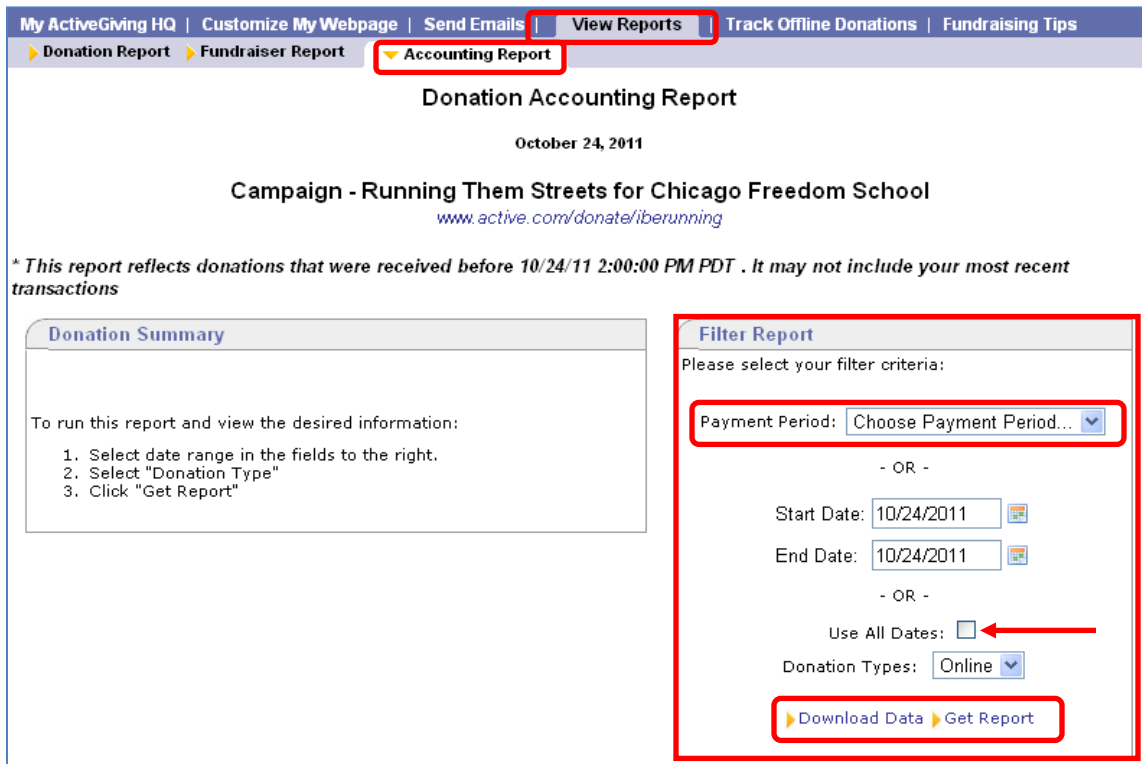 My ActiveGiving HQ | Customize My Webpage | Send Emails | View Reports | Track Offline Donations | Fundraising Tips
Donation Report Fundraiser Report Accounting Report
Donation Accounting Report
October 24, 2011
Campaign - Running Them Streets for Chicago Freedom School
www.active.com/donate/iberunning
* This report reflects donations that were received before 10/24/11 2:00:00 PM PDT . It may not include your most recent
transactions
Donation Summary
To run this report and view the desired information:
1. Select date range in the fields to the right.
2. Select "Donation Type"
3. Click "Get Report"
Filter Report
Please select your filter criteria:
Payment Period: Choose Payment Period...
- OR -
Start Date: 10/24/2011
End Date: 10/24/2011
- OR -
Use All Dates:
Donation Types: Online
Download Data Get Report